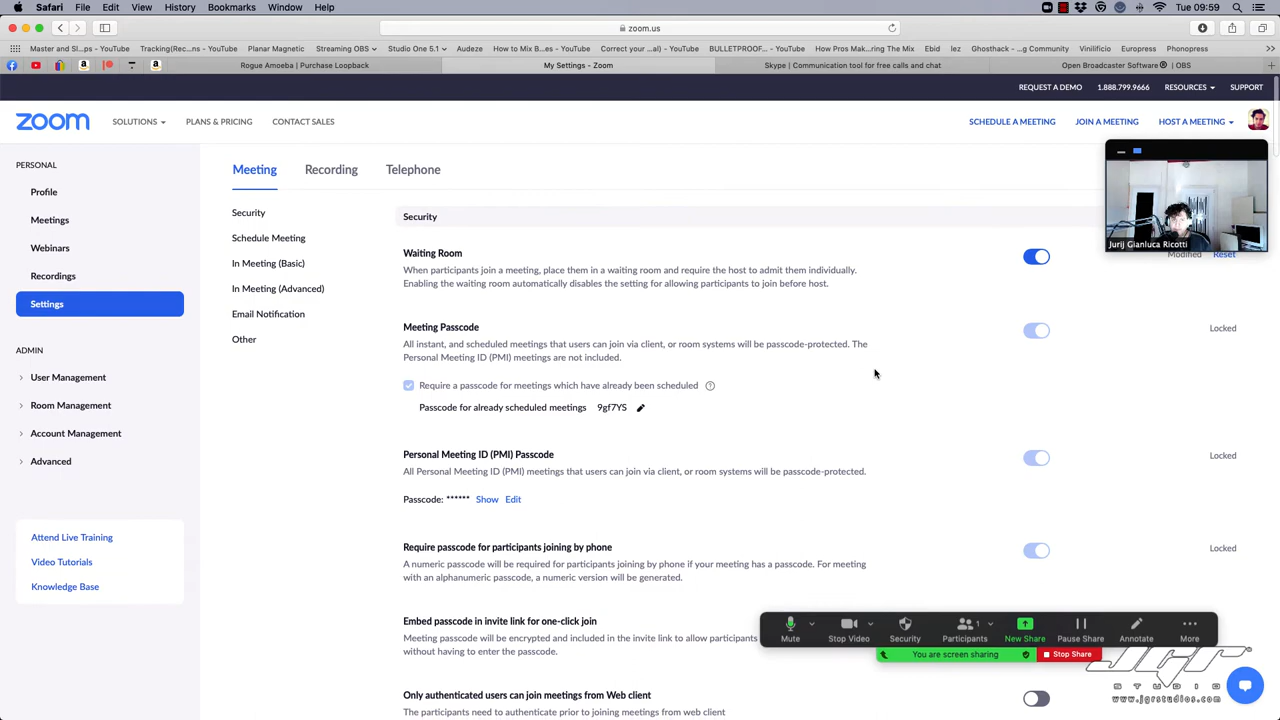 Safari File Edit View History Bookmarks Window Help
Tue 09:59
zoom.us
Master and Sl...ps - YouTube
Tracking(Rec...ns) - YouTube
Planar Magnetic
Streaming OBS
Studio One 5.1
Audeze
How to Mix B...es - YouTube
Correct your ...al) - YouTube
BULLETPROOF... - YouTube
How Pros Mak...ring The Mix
Ebid
lez
Ghosthack - ...g Community
Vinilificio
Europress
Phonopress
Rogue Amoeba | Purchase Loopback
My Settings - Zoom
Skype | Communication tool for free calls and chat
Open Broadcaster Software | OBS
REQUEST A DEMO 1.888.799.9666 RESOURCES SUPPORT
zoom
SOLUTIONS PLANS & PRICING CONTACT SALES
SCHEDULE A MEETING JOIN A MEETING HOST A MEETING
PERSONAL
Profile
Meetings
Webinars
Recordings
Settings
ADMIN
User Management
Room Management
Account Management
Advanced
Attend Live Training
Video Tutorials
Knowledge Base
Meeting Recording Telephone
Security
Schedule Meeting
In Meeting (Basic)
In Meeting (Advanced)
Email Notification
Other
Security
Waiting Room
When participants join a meeting, place them in a waiting room and require the host to admit them individually.
Enabling the waiting room automatically disables the setting for allowing participants to join before host.
Modified Reset
Jurij Gianluca Ricotti
Meeting Passcode
Locked
All instant, and scheduled meetings that users can join via client, or room systems will be passcode-protected. The
Personal Meeting ID (PMI) meetings are not included.
Require a passcode for meetings which have already been scheduled
Passcode for already scheduled meetings 9gf7YS
Personal Meeting ID (PMI) Passcode
Locked
All Personal Meeting ID (PMI) meetings that users can join via client, or room systems will be passcode-protected.
Passcode: ****** Show Edit
Require passcode for participants joining by phone
Locked
A numeric passcode will be required for participants joining by phone if your meeting has a passcode. For meeting
with an alphanumeric passcode, a numeric version will be generated.
Embed passcode in invite link for one-click join
Meeting passcode will be encrypted and included in the invite link to allow participants
without having to enter the passcode.
Only authenticated users can join meetings from Web client
The participants need to authenticate prior to joining meetings from web client
1
Mute Stop Video Security Participants New Share Pause Share Annotate More
You are screen sharing Stop Share
JGR
STUDIO
www.jgrstudios.com